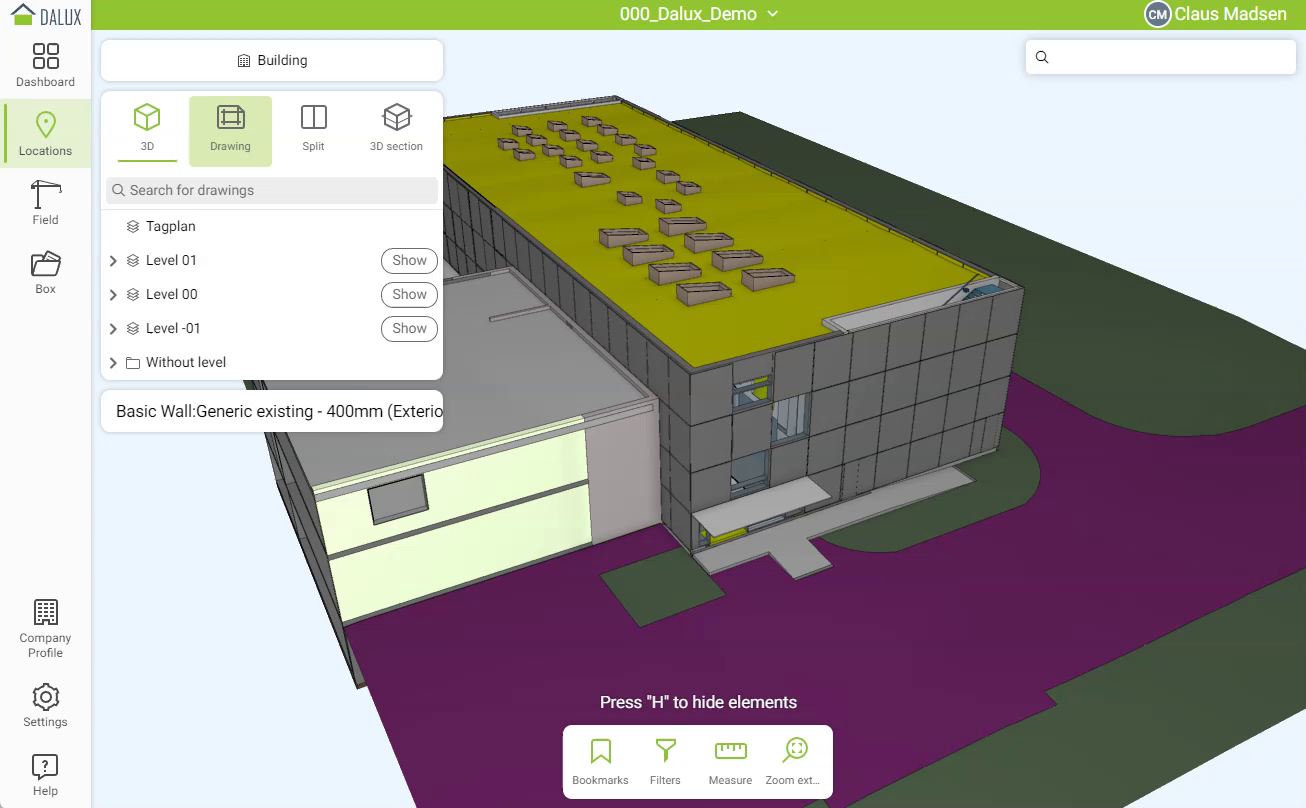 DALUX
000_Dalux_Demo
CM Claus Madsen
Dashboard
Locations
Field
Box
Company
Profile
Settings
Help
Building
3D
Drawing
Split
3D section
Search for drawings
Tagplan
Level 01 Show
Level 00 Show
Level -01 Show
Without level
Basic Wall:Generic existing - 400mm (Exterio
Press "H" to hide elements
Bookmarks
Filters
Measure
Zoom ext...